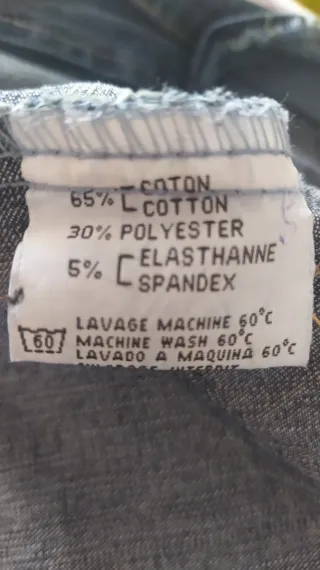 65% COTON
COTTON
30% POLYESTER
5% ELASTHANNE
SPANDEX
60 LAVAGE MACHINE 60°C
MACHINE WASH 60°C
LAVADO A MAQUINA 60°C